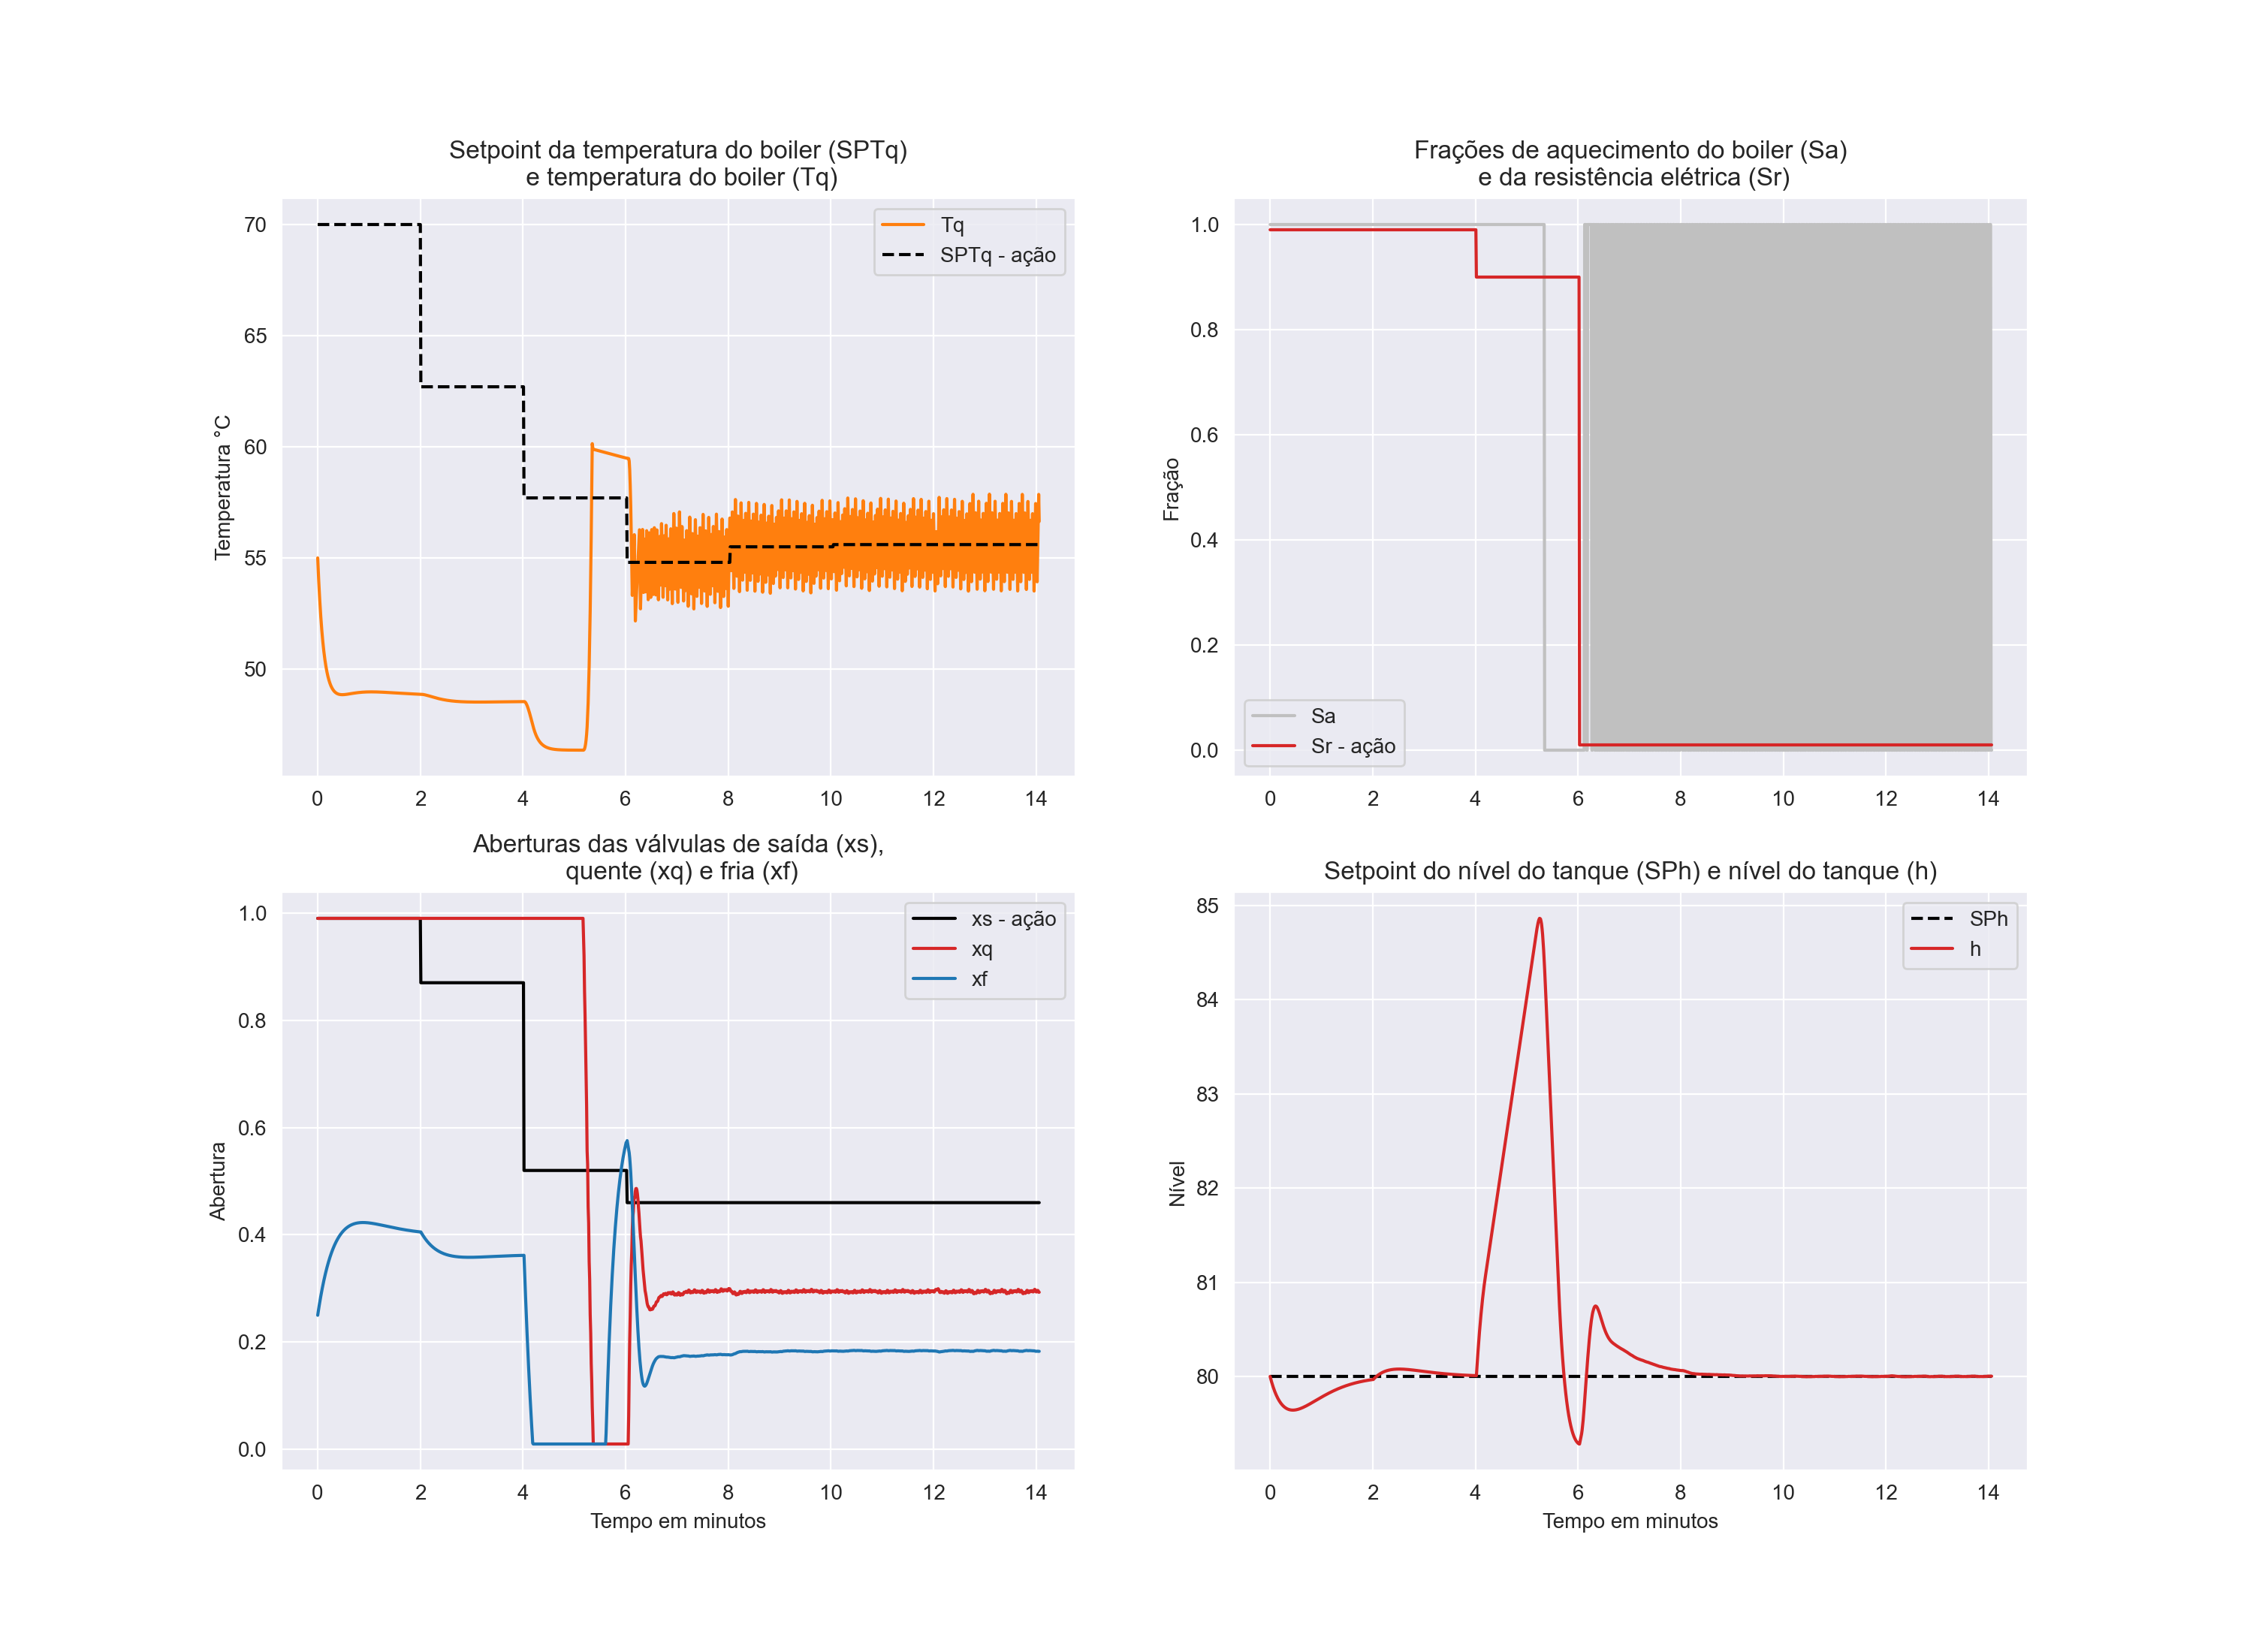 Setpoint da temperatura do boiler (SPTq)
e temperatura do boiler (Tq)
Temperatura °C
70
65
60
55
50
0 2 4 6 8 10 12 14
Tq
SPTq - ação
Frações de aquecimento do boiler (Sa)
e da resistência elétrica (Sr)
Fração
1.0
0.8
0.6
0.4
0.2
0.0
0 2 4 6 8 10 12 14
Sa
Sr - ação
Aberturas das válvulas de saída (xs),
quente (xq) e fria (xf)
Abertura
1.0
0.8
0.6
0.4
0.2
0.0
0 2 4 6 8 10 12 14
Tempo em minutos
xs - ação
xq
xf
Setpoint do nível do tanque (SPh) e nível do tanque (h)
Nível
85
84
83
82
81
80
0 2 4 6 8 10 12 14
Tempo em minutos
SPh
h